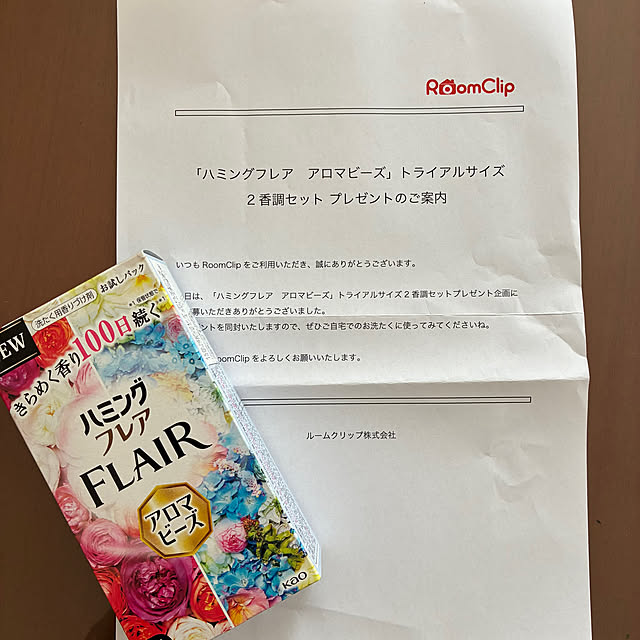 RoomClip
「ハミングフレア　アロマビーズ」トライアルサイズ
２香調セット プレゼントのご案内
いつも RoomClip をご利用いただき、誠にありがとうございます。
日は、「ハミングフレア　アロマビーズ」トライアルサイズ２香調セットプレゼント企画に
募いただきありがとうございました。
ントを同封いたしますので、ぜひご自宅でのお洗たくに使ってみてくださいね。
oomClip をよろしくお願いいたします。
ルームクリップ株式会社
洗たく用香りづけ剤 お試しパック
EW
きらめく香り100日続く
ハミング
フレア
FLAIR
アロマ
ビーズ
Kao